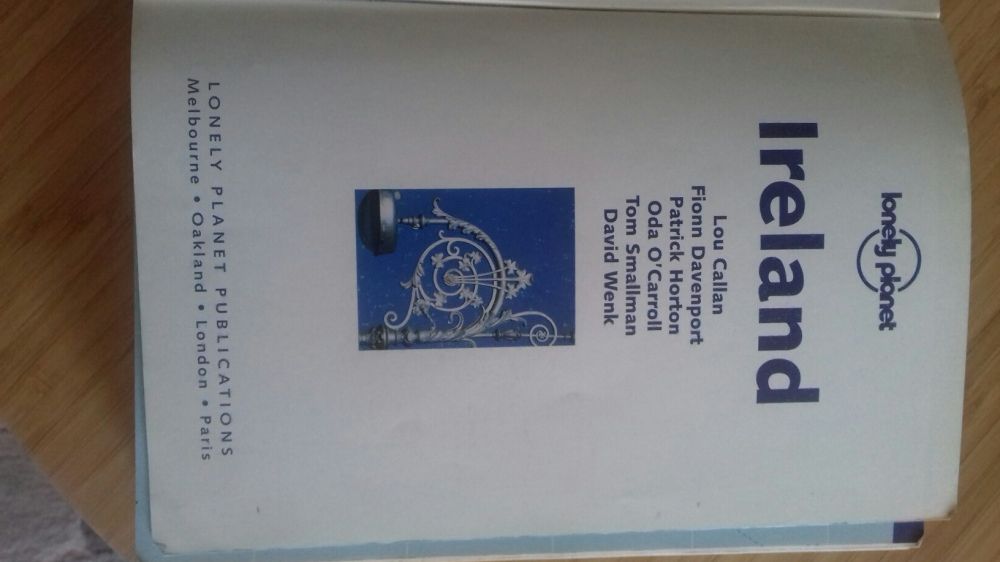 lonely planet
Ireland
Lou Callan
Fionn Davenport
Patrick Horton
Oda O'Carroll
Tom Smallman
David Wenk
LONELY PLANET PUBLICATIONS
Melbourne • Oakland • London • Paris